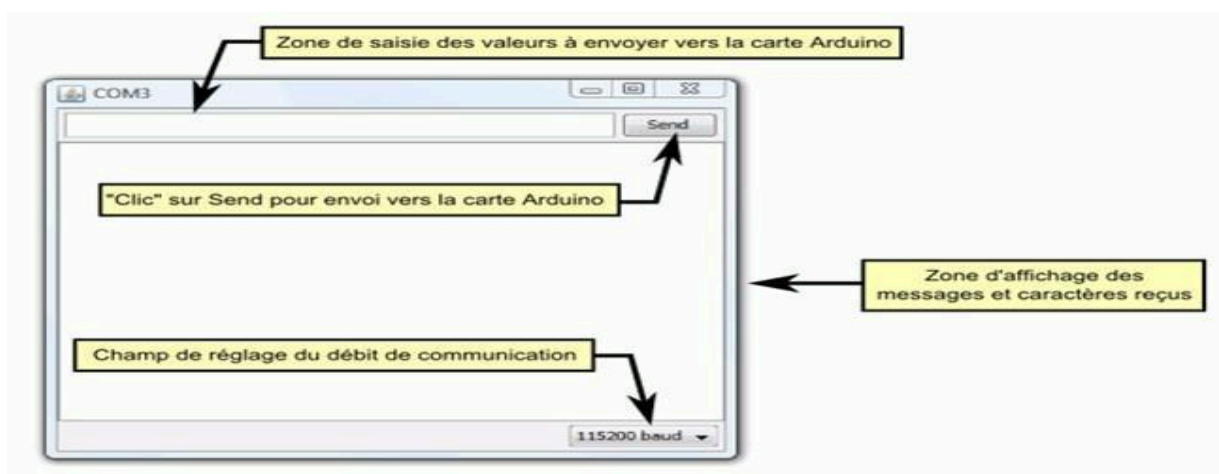 Zone de saisie des valeurs à envoyer vers la carte Arduino
COM3
Send
"Clic" sur Send pour envoi vers la carte Arduino
Zone d'affichage des
messages et caractères reçus
Champ de réglage du débit de communication
115200 baud